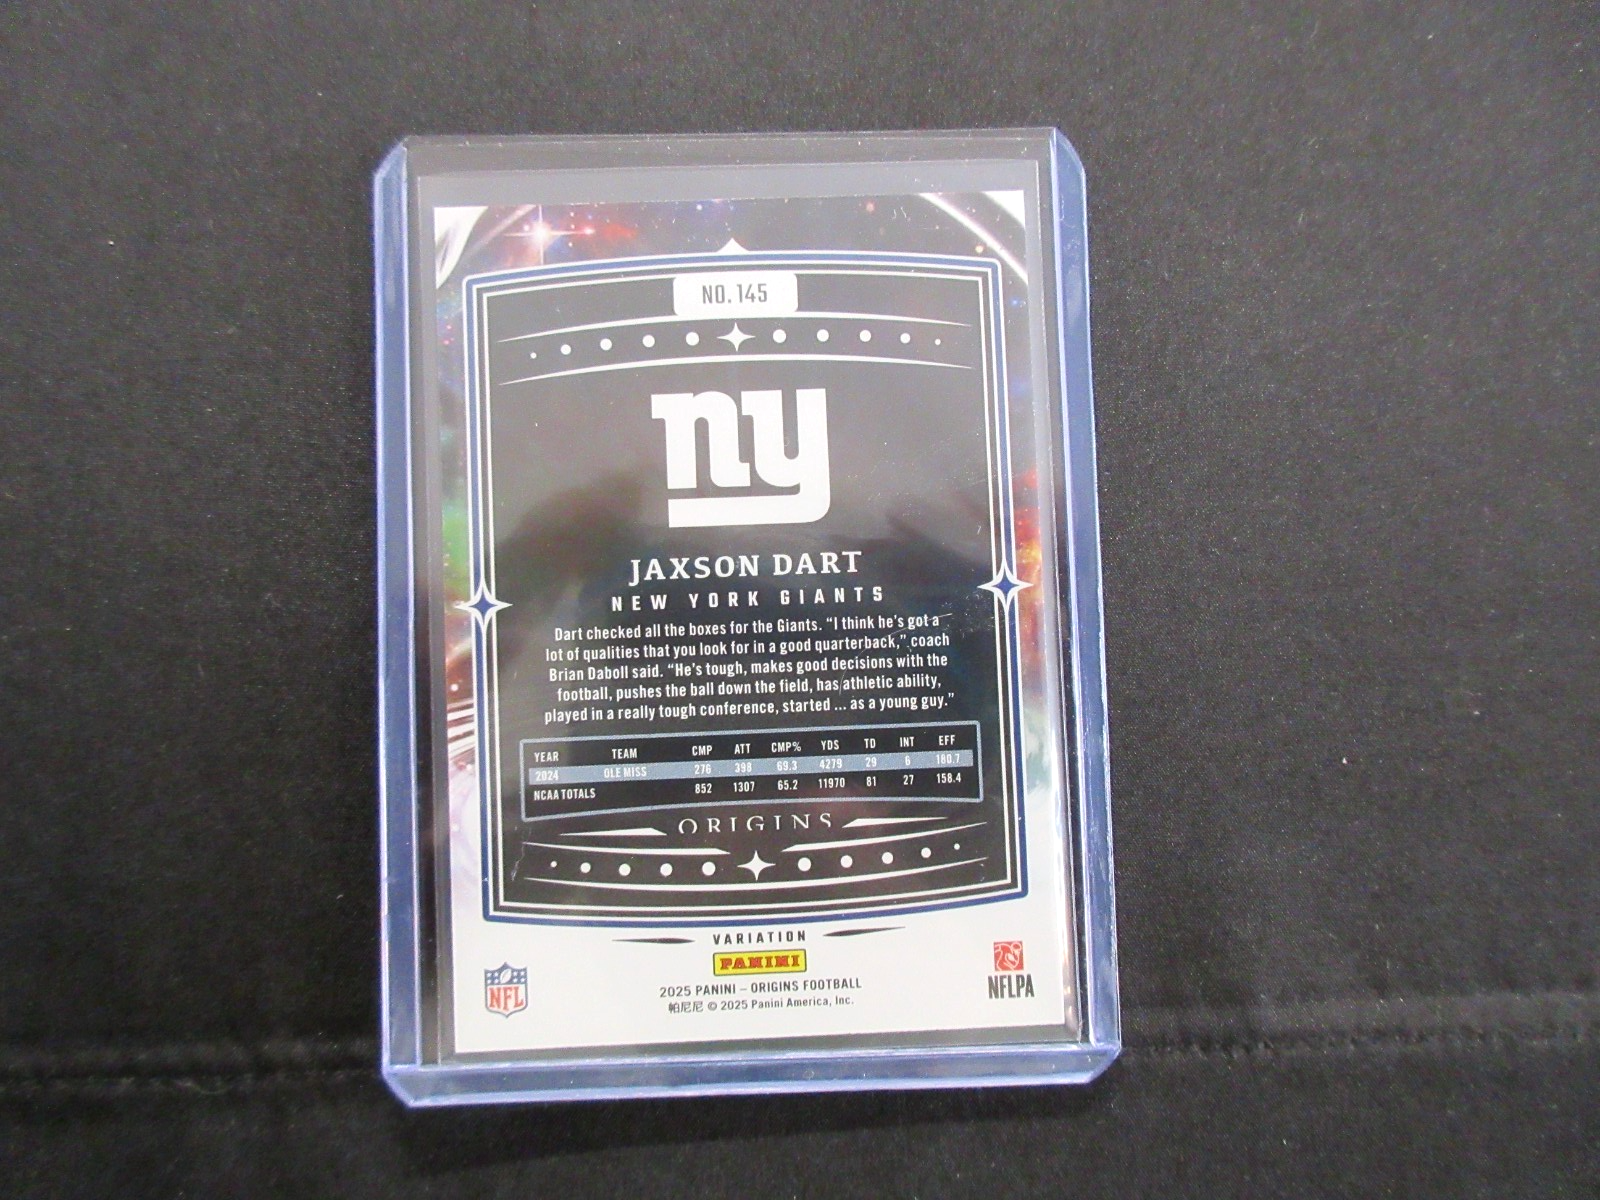 NO. 145
ny
JAXSON DART
NEW YORK GIANTS
Dart checked all the boxes for the Giants. “I think he’s got a
lot of qualities that you look for in a good quarterback,” coach
Brian Daboll said. “He’s tough, makes good decisions with the
football, pushes the ball down the field, has athletic ability,
played in a really tough conference, started ... as a young guy.”
YEAR TEAM CMP ATT CMP% YDS TD INT EFF
2024 OLE MISS 276 398 69.3 4279 29 6 180.7
NCAA TOTALS 852 1307 65.2 11970 81 27 158.4
ORIGINS
VARIATION
PANINI
NFL
NFLPA
2025 PANINI – ORIGINS FOOTBALL
帕尼尼 © 2025 Panini America, Inc.